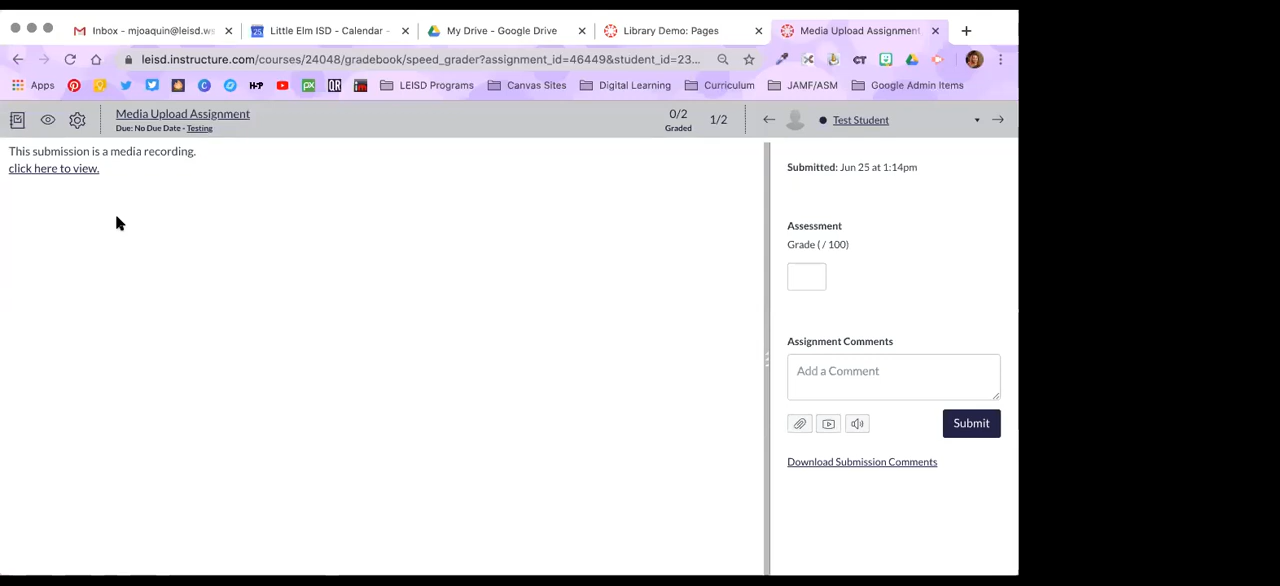 Inbox - mjoaquin@leisd.ws
Little Elm ISD - Calendar -
My Drive - Google Drive
Library Demo: Pages
Media Upload Assignment
leisd.instructure.com/courses/24048/gradebook/speed_grader?assignment_id=46449&student_id=23...
Apps
LEISD Programs
Canvas Sites
Digital Learning
Curriculum
JAMF/ASM
Google Admin Items
Media Upload Assignment
Due: No Due Date - Testing
0/2
Graded
1/2
Test Student
This submission is a media recording.
click here to view.
Submitted: Jun 25 at 1:14pm
Assessment
Grade ( / 100)
Assignment Comments
Add a Comment
Submit
Download Submission Comments